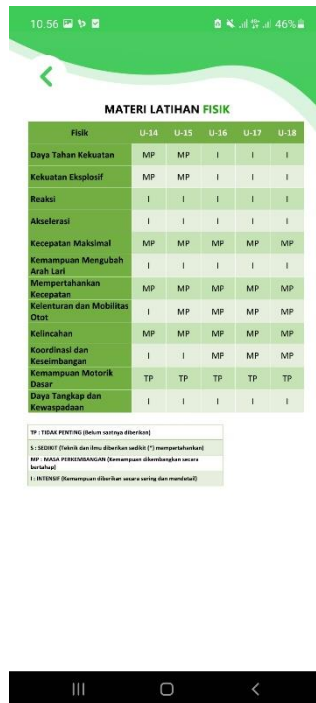 10.56
46%
MATERI LATIHAN FISIK
Fisik U-14 U-15 U-16 U-17 U-18
Daya Tahan Kekuatan MP MP I I I
Kekuatan Eksplosif MP MP I I I
Reaksi I I I I I
Akselerasi I I I I I
Kecepatan Maksimal MP MP MP MP MP
Kemampuan Mengubah
Arah Lari I I I I I
Mempertahankan
Kecepatan MP MP MP MP MP
Kelenturan dan Mobilitas
Otot I MP MP MP MP
Kelincahan MP MP MP MP MP
Koordinasi dan
Keseimbangan I I MP MP MP
Kemampuan Motorik
Dasar TP TP TP TP TP
Daya Tangkap dan
Kewaspadaan I I I I I
TP : TIDAK PENTING (Belum saatnya diberikan)
S : SEDIKIT (Teknik dan ilmu diberikan sedikit (*) mempertahankan)
MP : MASA PERKEMBANGAN (Kemampuan dikembangkan secara
bertahap)
I : INTENSIF (Kemampuan diberikan secara sering dan mendetail)